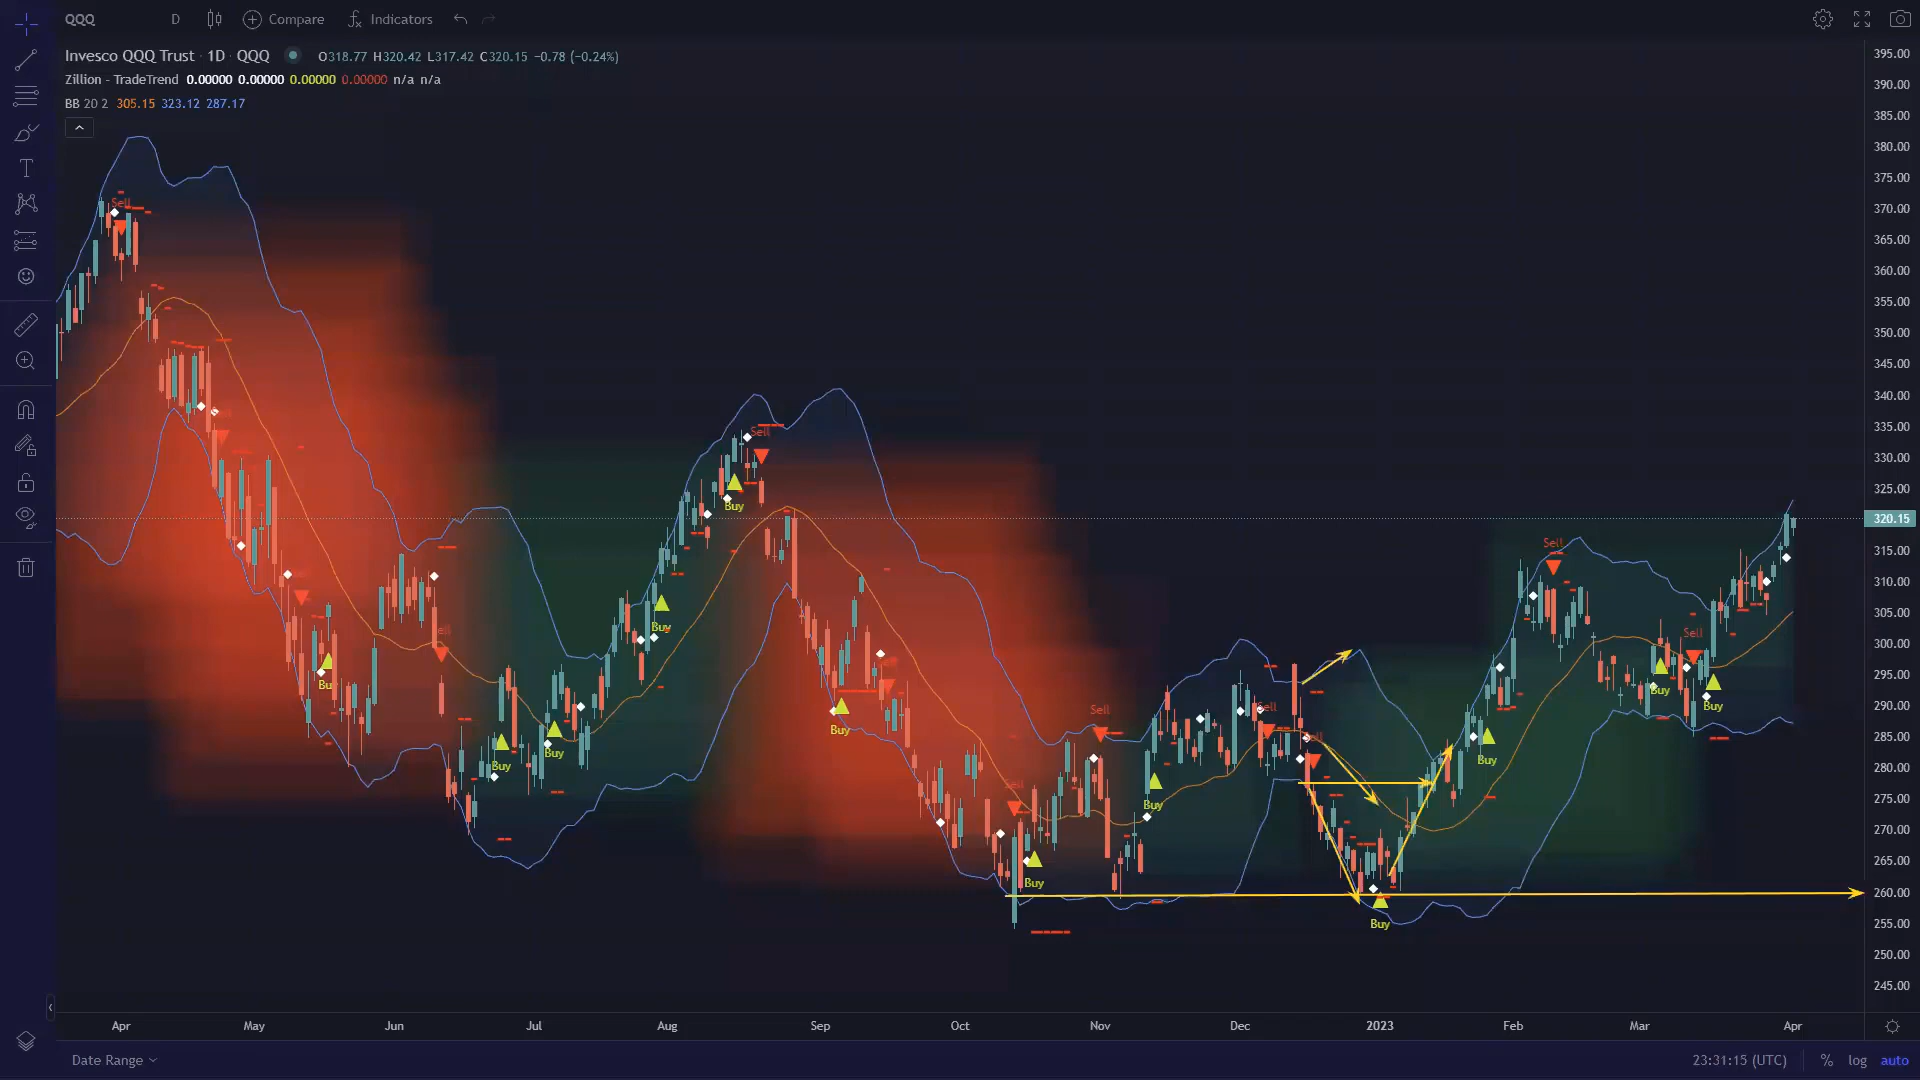 QQQ D Compare Indicators
Invesco QQQ Trust · 1D · QQQ O318.77 H320.42 L317.42 C320.15 −0.78 (−0.24%)
Zillion - TradeTrend 0.00000 0.00000 0.00000 0.00000 n/a n/a
BB 20 2 305.15 323.12 287.17
395.00
390.00
385.00
380.00
375.00
370.00
365.00
360.00
355.00
350.00
345.00
340.00
335.00
330.00
325.00
320.15
315.00
310.00
305.00
300.00
295.00
290.00
285.00
280.00
275.00
270.00
265.00
260.00
255.00
250.00
245.00
Sell
Sell
Buy
Sell
Sell
Buy
Buy
Sell
Buy
Sell
Buy
Buy
Buy
Buy
Sell
Buy
Buy
Buy
Sell
Buy
Buy
Buy
Apr May Jun Jul Aug Sep Oct Nov Dec 2023 Feb Mar Apr
Date Range 23:31:15 (UTC) % log auto